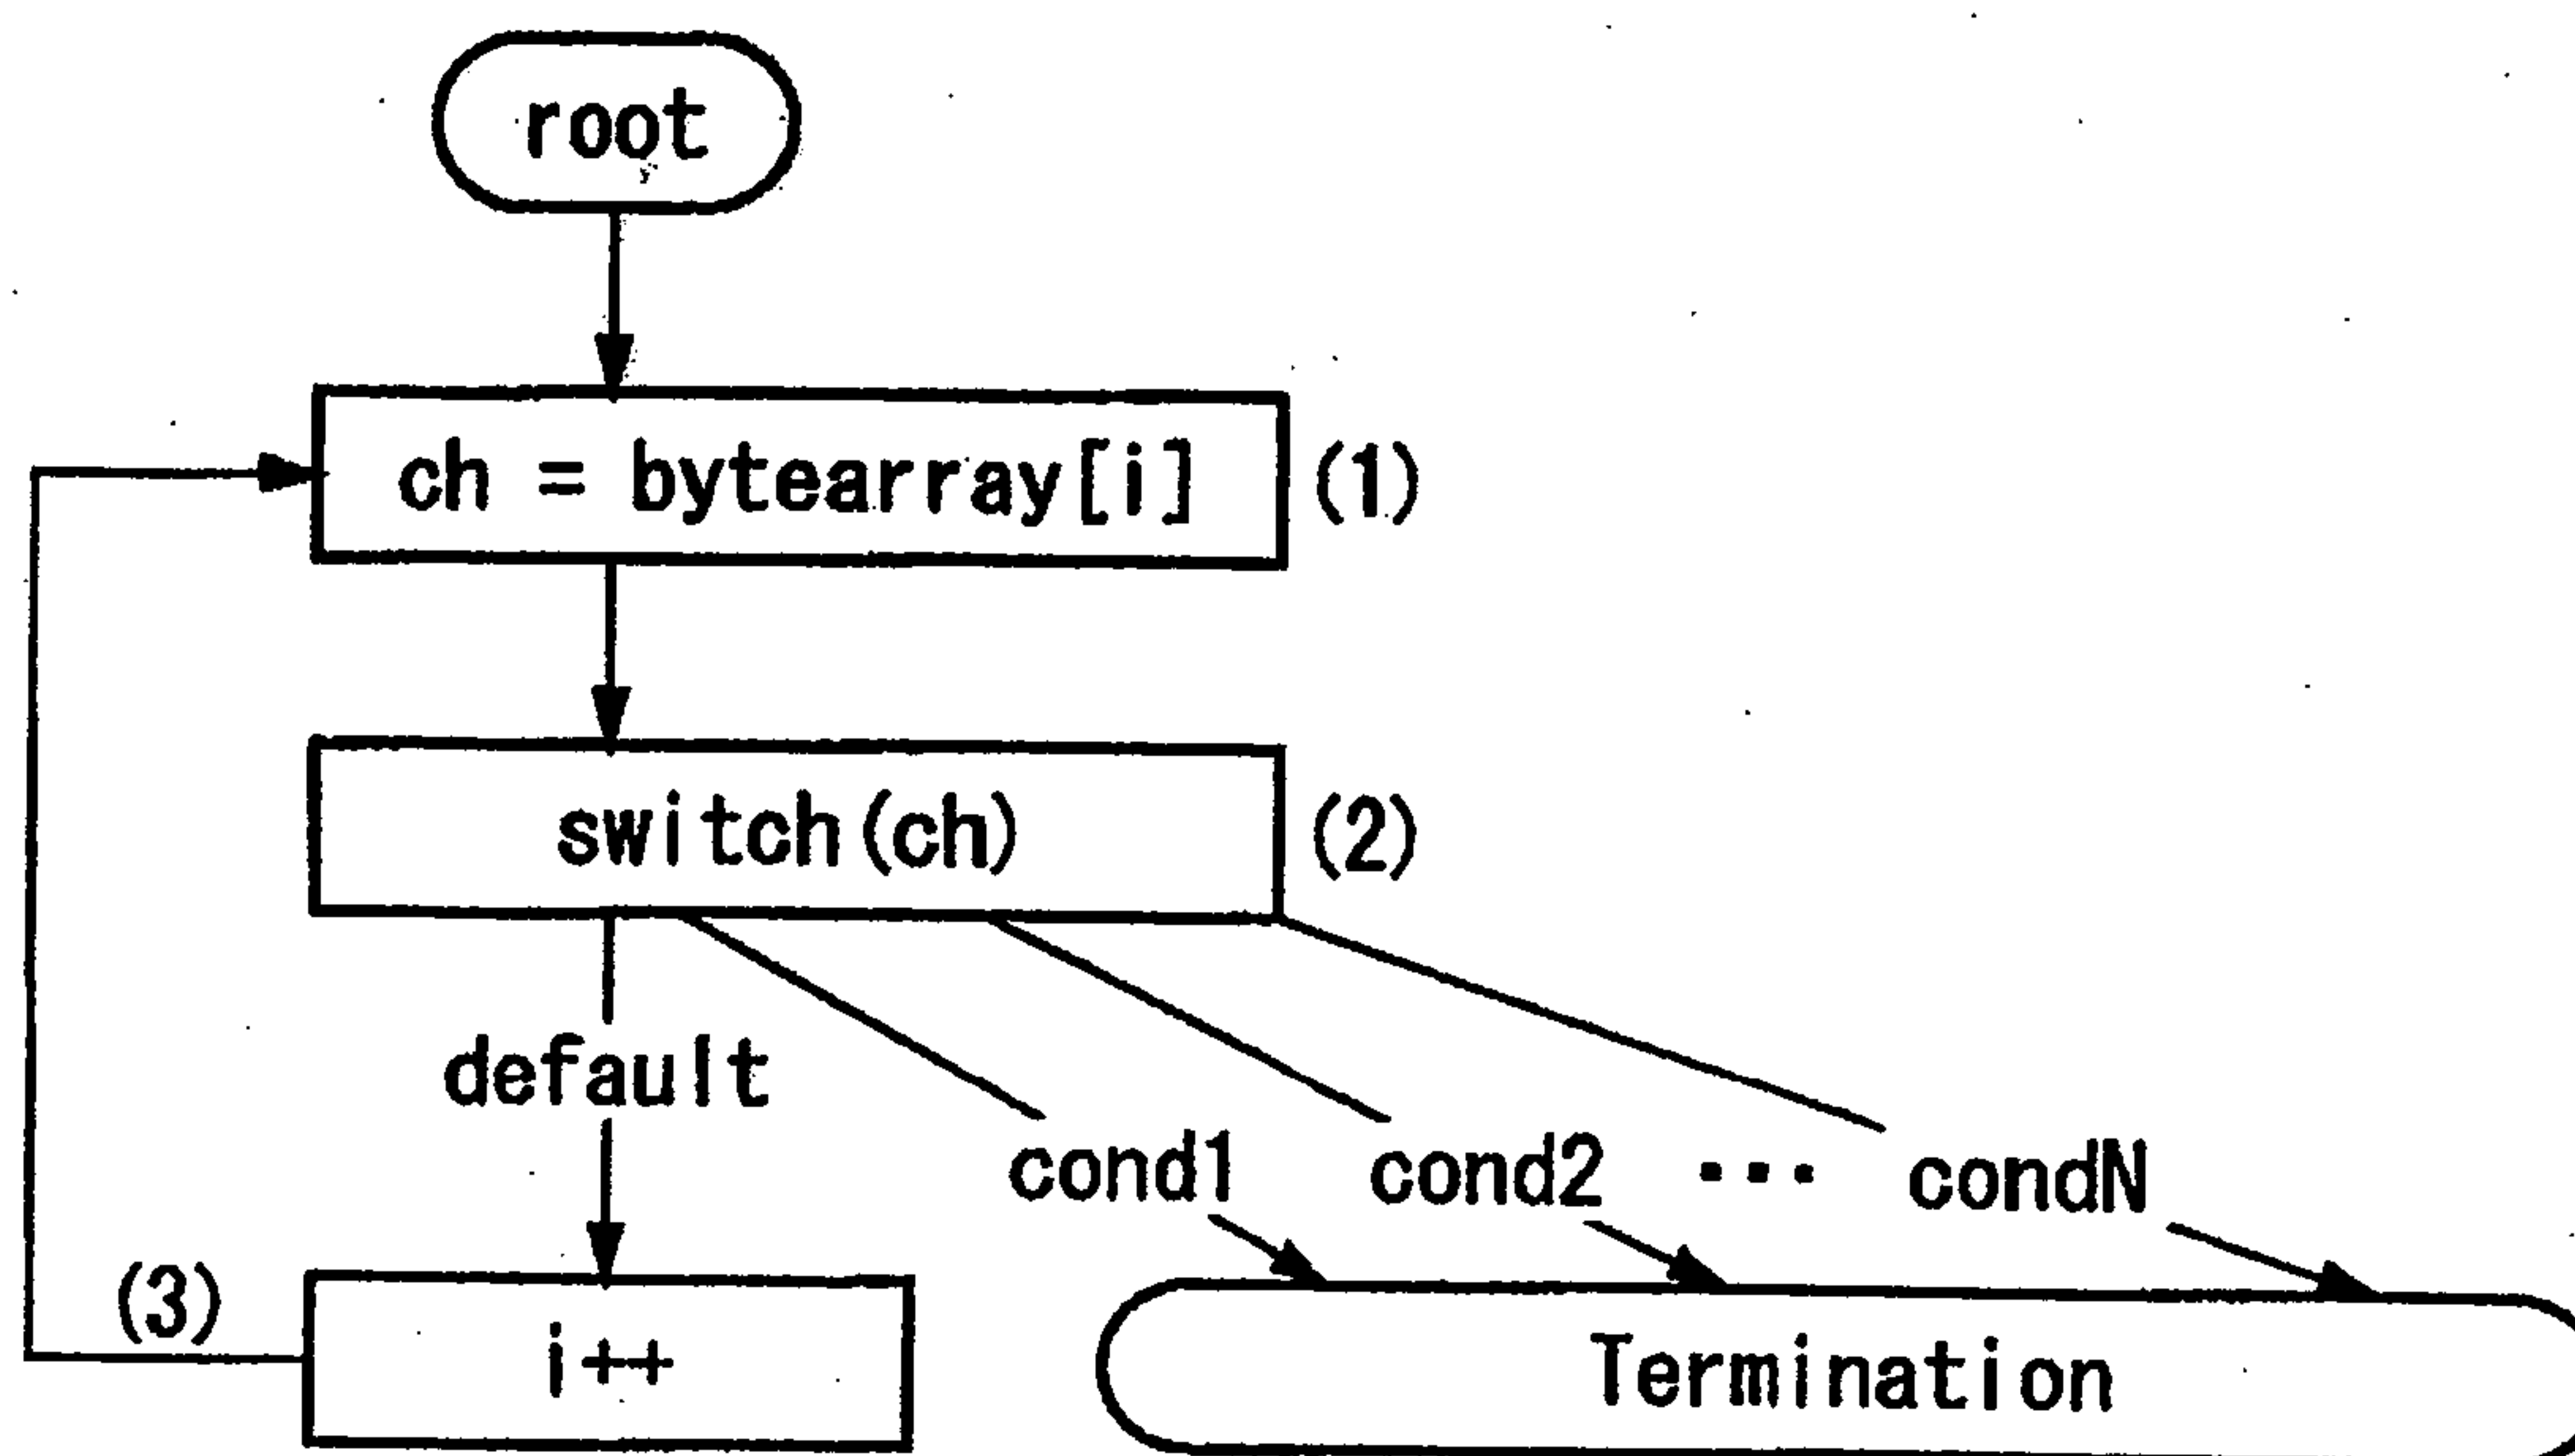 root
ch = bytearray[i] (1)
switch(ch) (2)
default
cond1 cond2 ... condN
(3)
i++
Termination